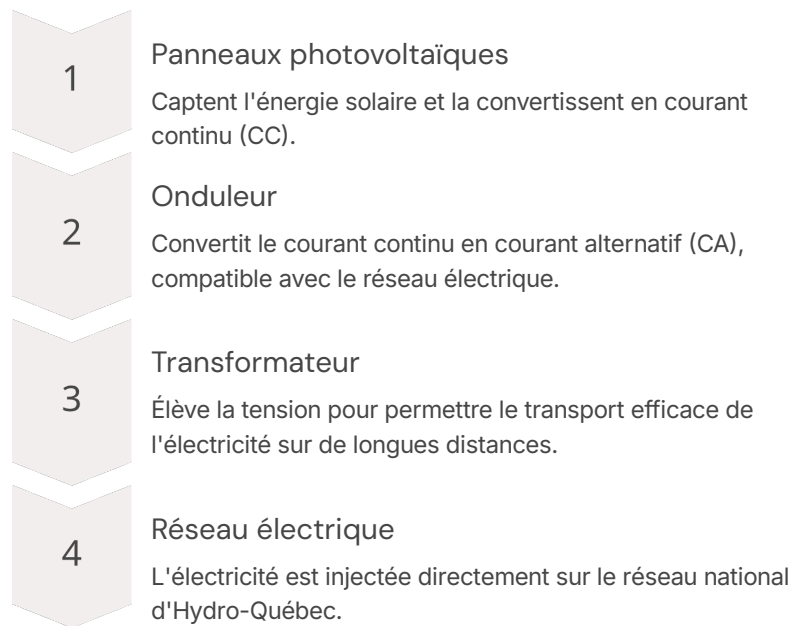 1
Panneaux photovoltaïques
Captent l'énergie solaire et la convertissent en courant
continu (CC).
2
Onduleur
Convertit le courant continu en courant alternatif (CA),
compatible avec le réseau électrique.
3
Transformateur
Élève la tension pour permettre le transport efficace de
l'électricité sur de longues distances.
4
Réseau électrique
L'électricité est injectée directement sur le réseau national
d'Hydro-Québec.